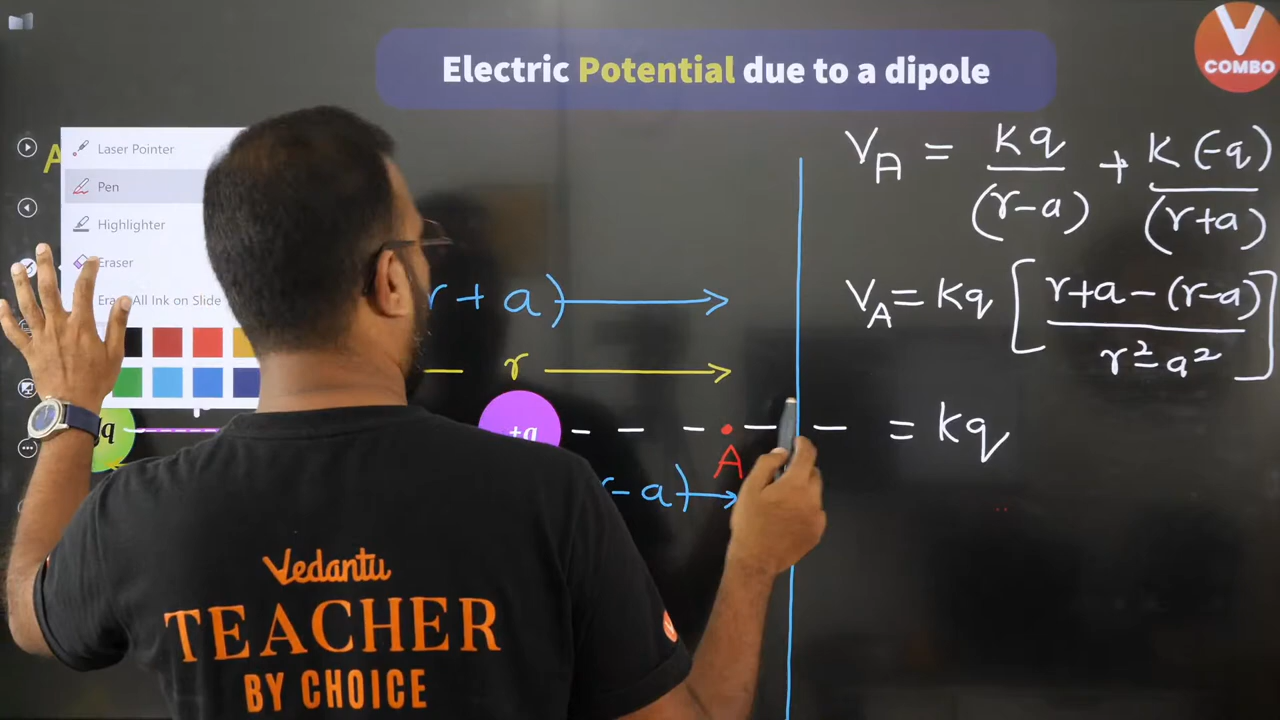 Electric Potential due to a dipole
COMBO
V_A = Kq/(r-a) + K(-q)/(r+a)
Laser Pointer
Pen
Highlighter
Eraser
All Ink on Slide
r + a)
V_A = Kq [ r+a-(r-a) / r²-a² ]
r
+q
A
= Kq
q
- a)
Vedantu
TEACHER
BY CHOICE